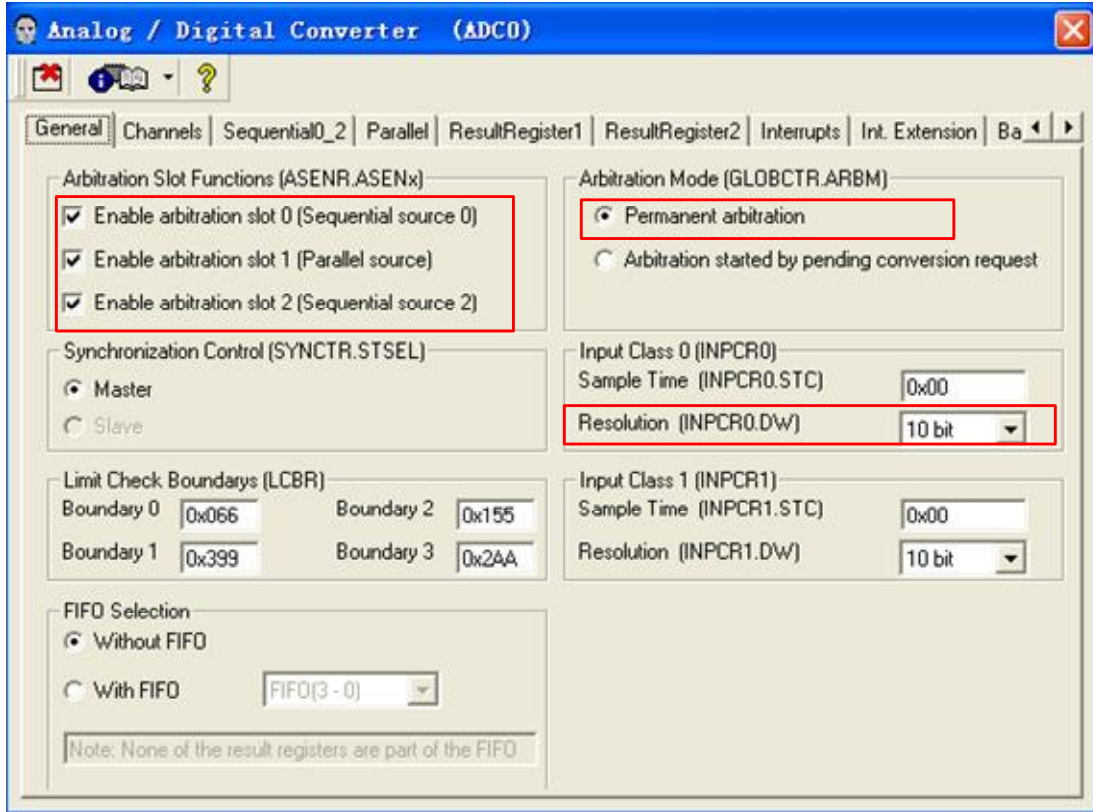 Analog / Digital Converter (ADC0)
General Channels Sequential0_2 Parallel ResultRegister1 ResultRegister2 Interrupts Int. Extension Ba
Arbitration Slot Functions (ASENR.ASENx)
Enable arbitration slot 0 (Sequential source 0)
Enable arbitration slot 1 (Parallel source)
Enable arbitration slot 2 (Sequential source 2)
Arbitration Mode (GLOBCTR.ARBM)
Permanent arbitration
Arbitration started by pending conversion request
Synchronization Control (SYNCTR.STSEL)
Master
Slave
Input Class 0 (INPCR0)
Sample Time (INPCR0.STC) 0x00
Resolution (INPCR0.DW) 10 bit
Limit Check Boundarys (LCBR)
Boundary 0 0x066 Boundary 2 0x155
Boundary 1 0x399 Boundary 3 0x2AA
Input Class 1 (INPCR1)
Sample Time (INPCR1.STC) 0x00
Resolution (INPCR1.DW) 10 bit
FIFO Selection
Without FIFO
With FIFO FIFO(3 - 0)
Note: None of the result registers are part of the FIFO